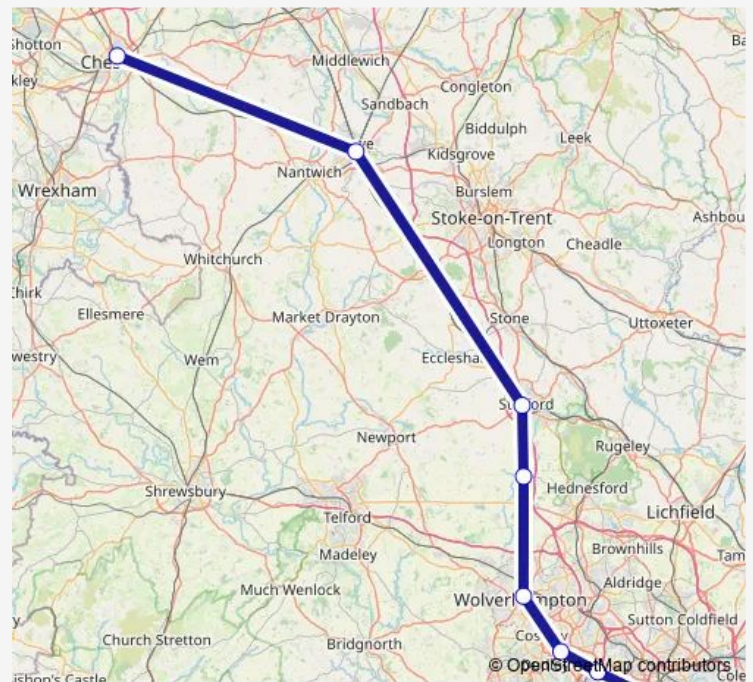 Shotton
Middlewich
Congleton
Sandbach
Biddulph
Leek
Kidsgrove
Nantwich
Wrexham
Burslem
Stoke-on-Trent
Longton
Cheadle
Whitchurch
Ellesmere
Market Drayton
Stone
Uttoxeter
Wem
Newport
Rugeley
Shrewsbury
Hednesford
Lichfield
Telford
Madeley
Brownhills
Aldridge
Much Wenlock
Sutton Coldfield
Church Stretton
Bridgnorth
© OpenStreetMap contributors